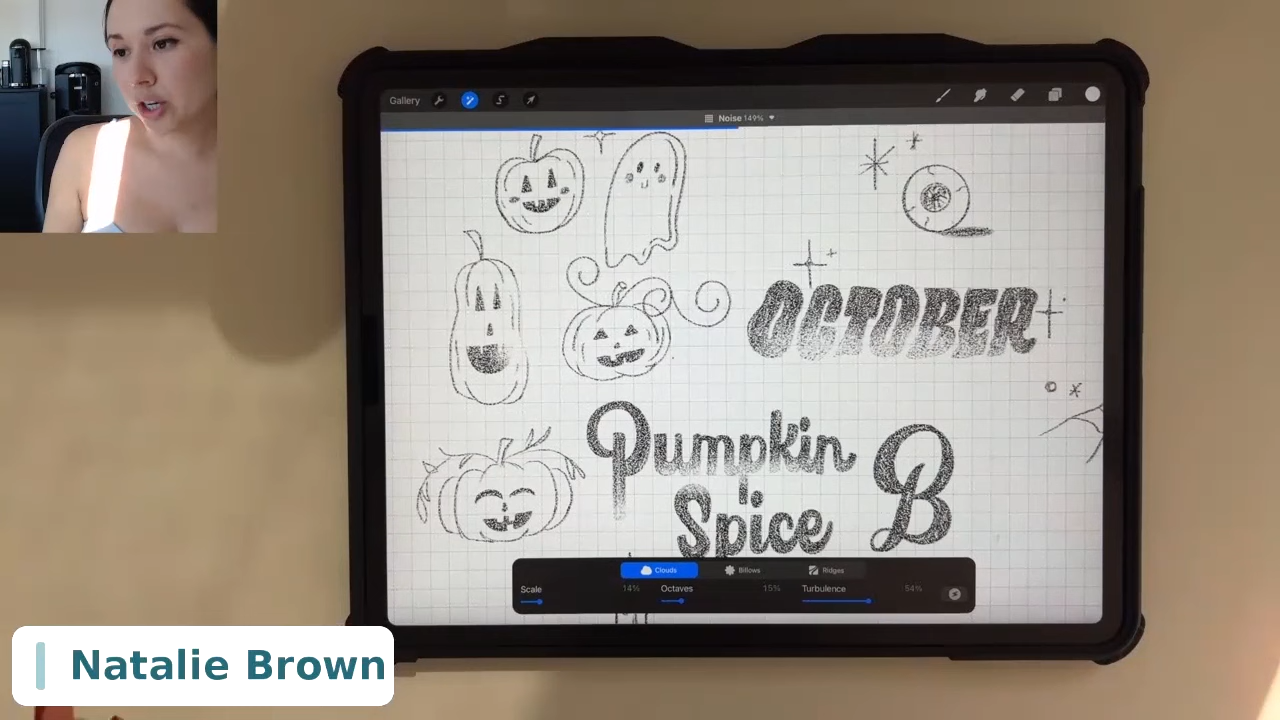 Gallery
Noise 149%
OCTOBER
Pumpkin
Spice
B
Clouds Billows Ridges
Scale 14% Octaves 15% Turbulence 54%
Natalie Brown